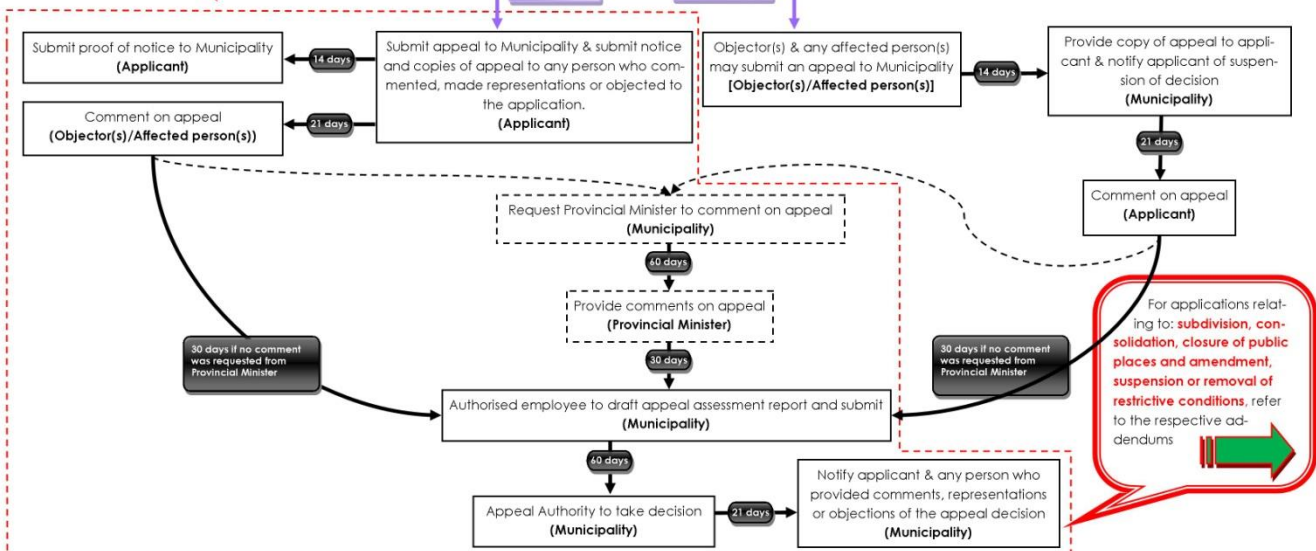 Submit proof of notice to Municipality
(Applicant)
14 days
Submit appeal to Municipality & submit notice
and copies of appeal to any person who com-
mented, made representations or objected to
the application.
(Applicant)
Objector(s) & any affected person(s)
may submit an appeal to Municipality
[Objector(s)/Affected person(s)]
14 days
Provide copy of appeal to appli-
cant & notify applicant of suspen-
sion of decision
(Municipality)
Comment on appeal
(Objector(s)/Affected person(s))
21 days
21 days
Comment on appeal
(Applicant)
Request Provincial Minister to comment on appeal
(Municipality)
60 days
Provide comments on appeal
(Provincial Minister)
30 days
30 days if no comment
was requested from
Provincial Minister
30 days if no comment
was requested from
Provincial Minister
For applications relat-
ing to: subdivision, con-
solidation, closure of public
places and amendment,
suspension or removal of
restrictive conditions, refer
to the respective ad-
dendums
Authorised employee to draft appeal assessment report and submit
(Municipality)
60 days
Appeal Authority to take decision
(Municipality)
21 days
Notify applicant & any person who
provided comments, representations
or objections of the appeal decision
(Municipality)